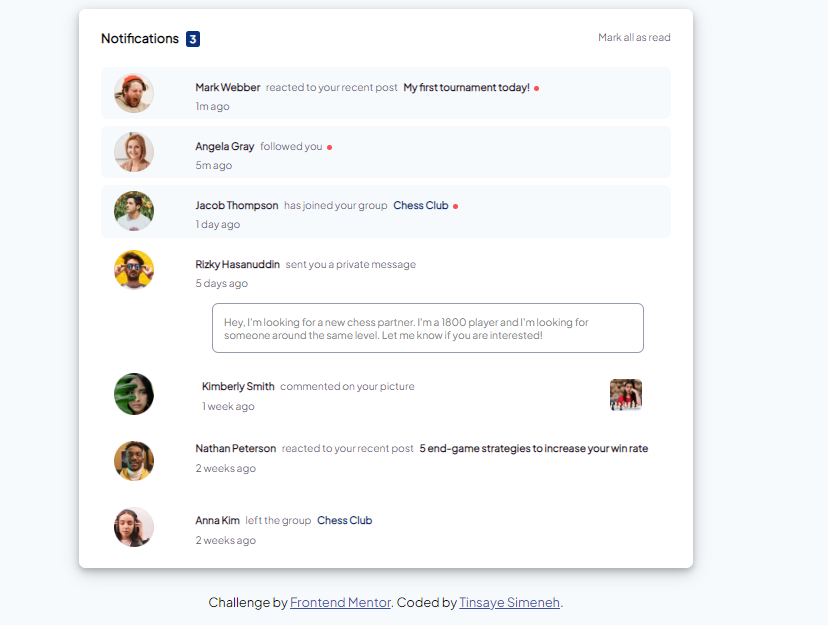 Notifications 3
Mark all as read
Mark Webber reacted to your recent post My first tournament today!
1m ago
Angela Gray followed you
5m ago
Jacob Thompson has joined your group Chess Club
1 day ago
Rizky Hasanuddin sent you a private message
5 days ago
Hey, I'm looking for a new chess partner. I'm a 1800 player and I'm looking for
someone around the same level. Let me know if you are interested!
Kimberly Smith commented on your picture
1 week ago
Nathan Peterson reacted to your recent post 5 end-game strategies to increase your win rate
2 weeks ago
Anna Kim left the group Chess Club
2 weeks ago
Challenge by Frontend Mentor. Coded by Tinsaye Simeneh.